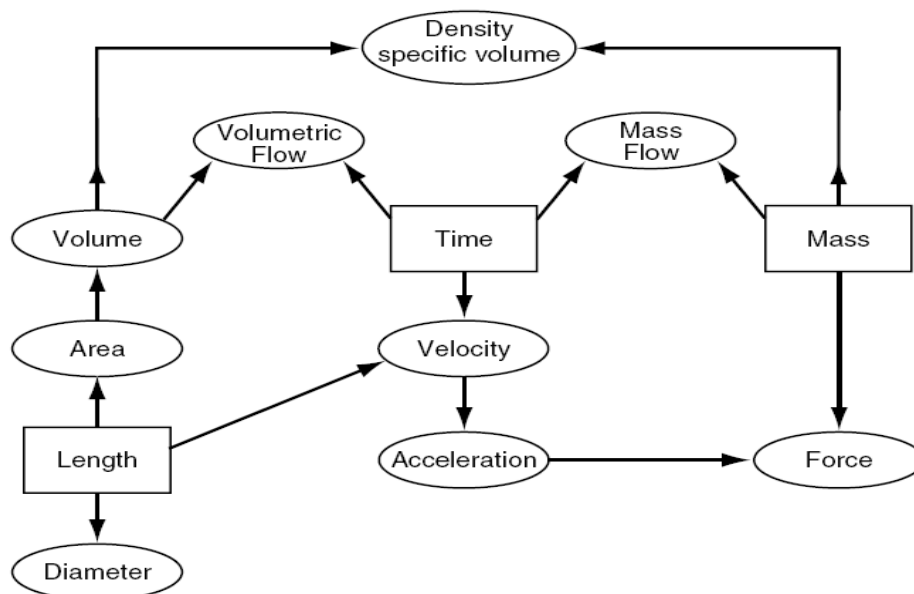 Density
specific volume
Volumetric
Flow
Mass
Flow
Volume
Time
Mass
Area
Velocity
Length
Acceleration
Force
Diameter